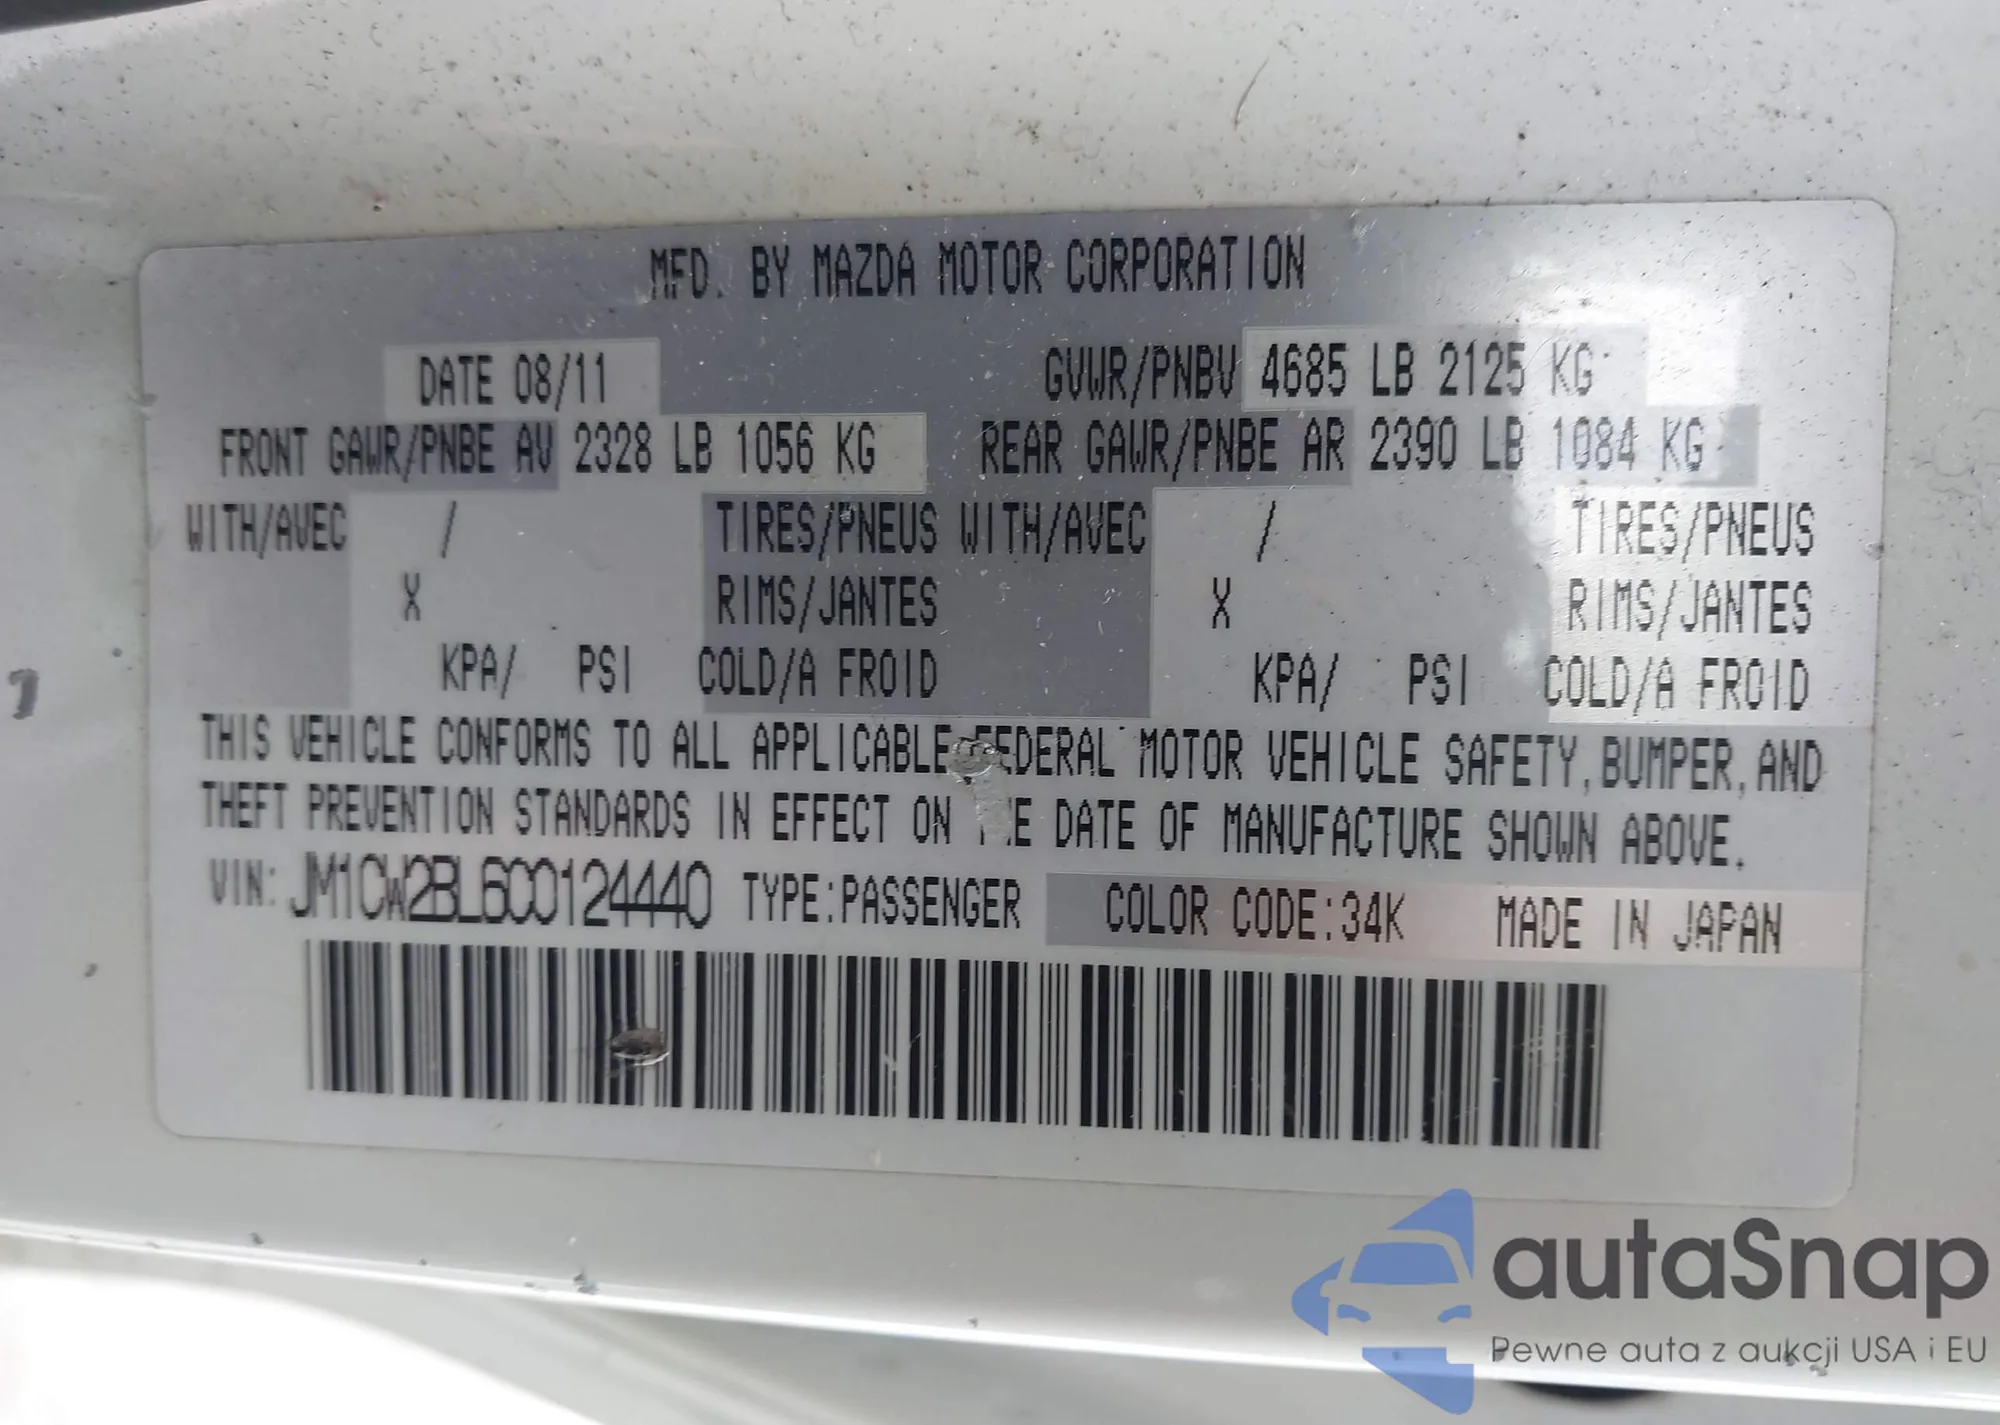 MFD. BY MAZDA MOTOR CORPORATION
DATE 08/11 GVWR/PNBV 4685 LB 2125 KG
FRONT GAWR/PNBE AV 2328 LB 1056 KG REAR GAWR/PNBE AR 2390 LB 1084 KG
WITH/AVEC / TIRES/PNEUS WITH/AVEC / TIRES/PNEUS
X RIMS/JANTES X RIMS/JANTES
KPA/ PSI COLD/A FROID KPA/ PSI COLD/A FROID
THIS VEHICLE CONFORMS TO ALL APPLICABLE FEDERAL MOTOR VEHICLE SAFETY, BUMPER, AND
THEFT PREVENTION STANDARDS IN EFFECT ON THE DATE OF MANUFACTURE SHOWN ABOVE.
VIN: JM1CW2BL6C0124440 TYPE:PASSENGER COLOR CODE:34K MADE IN JAPAN
autaSnap
Pewne auta z aukcji USA i EU